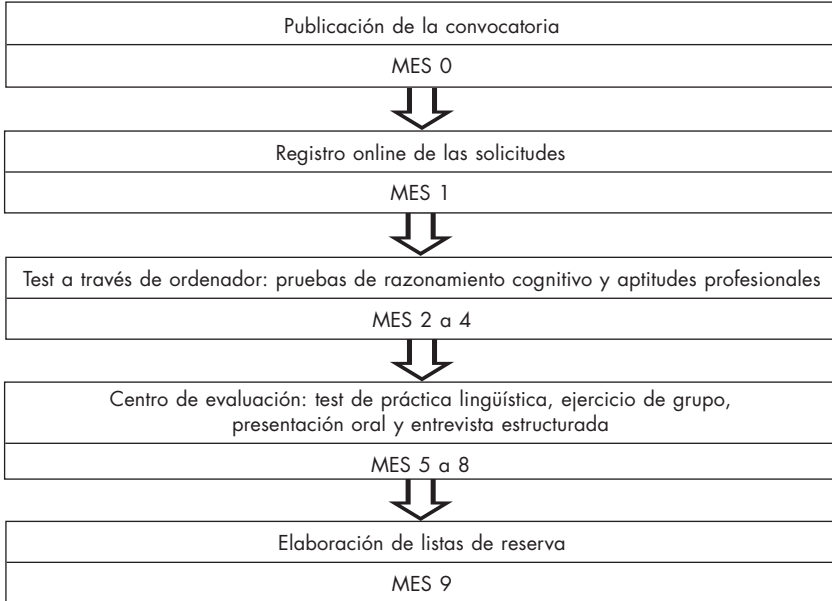 Publicación de la convocatoria
MES 0
Registro online de las solicitudes
MES 1
Test a través de ordenador: pruebas de razonamiento cognitivo y aptitudes profesionales
MES 2 a 4
Centro de evaluación: test de práctica lingüística, ejercicio de grupo,
presentación oral y entrevista estructurada
MES 5 a 8
Elaboración de listas de reserva
MES 9